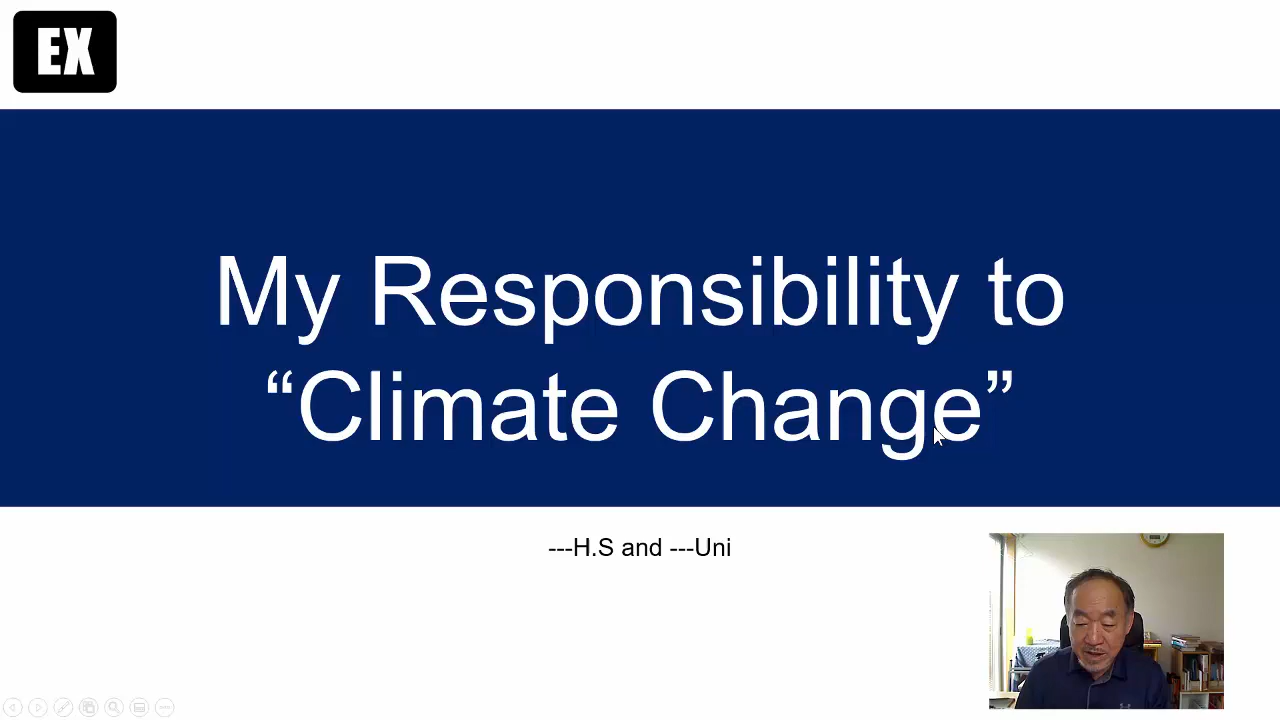 EX
My Responsibility to
“Climate Change”
---H.S and ---Uni